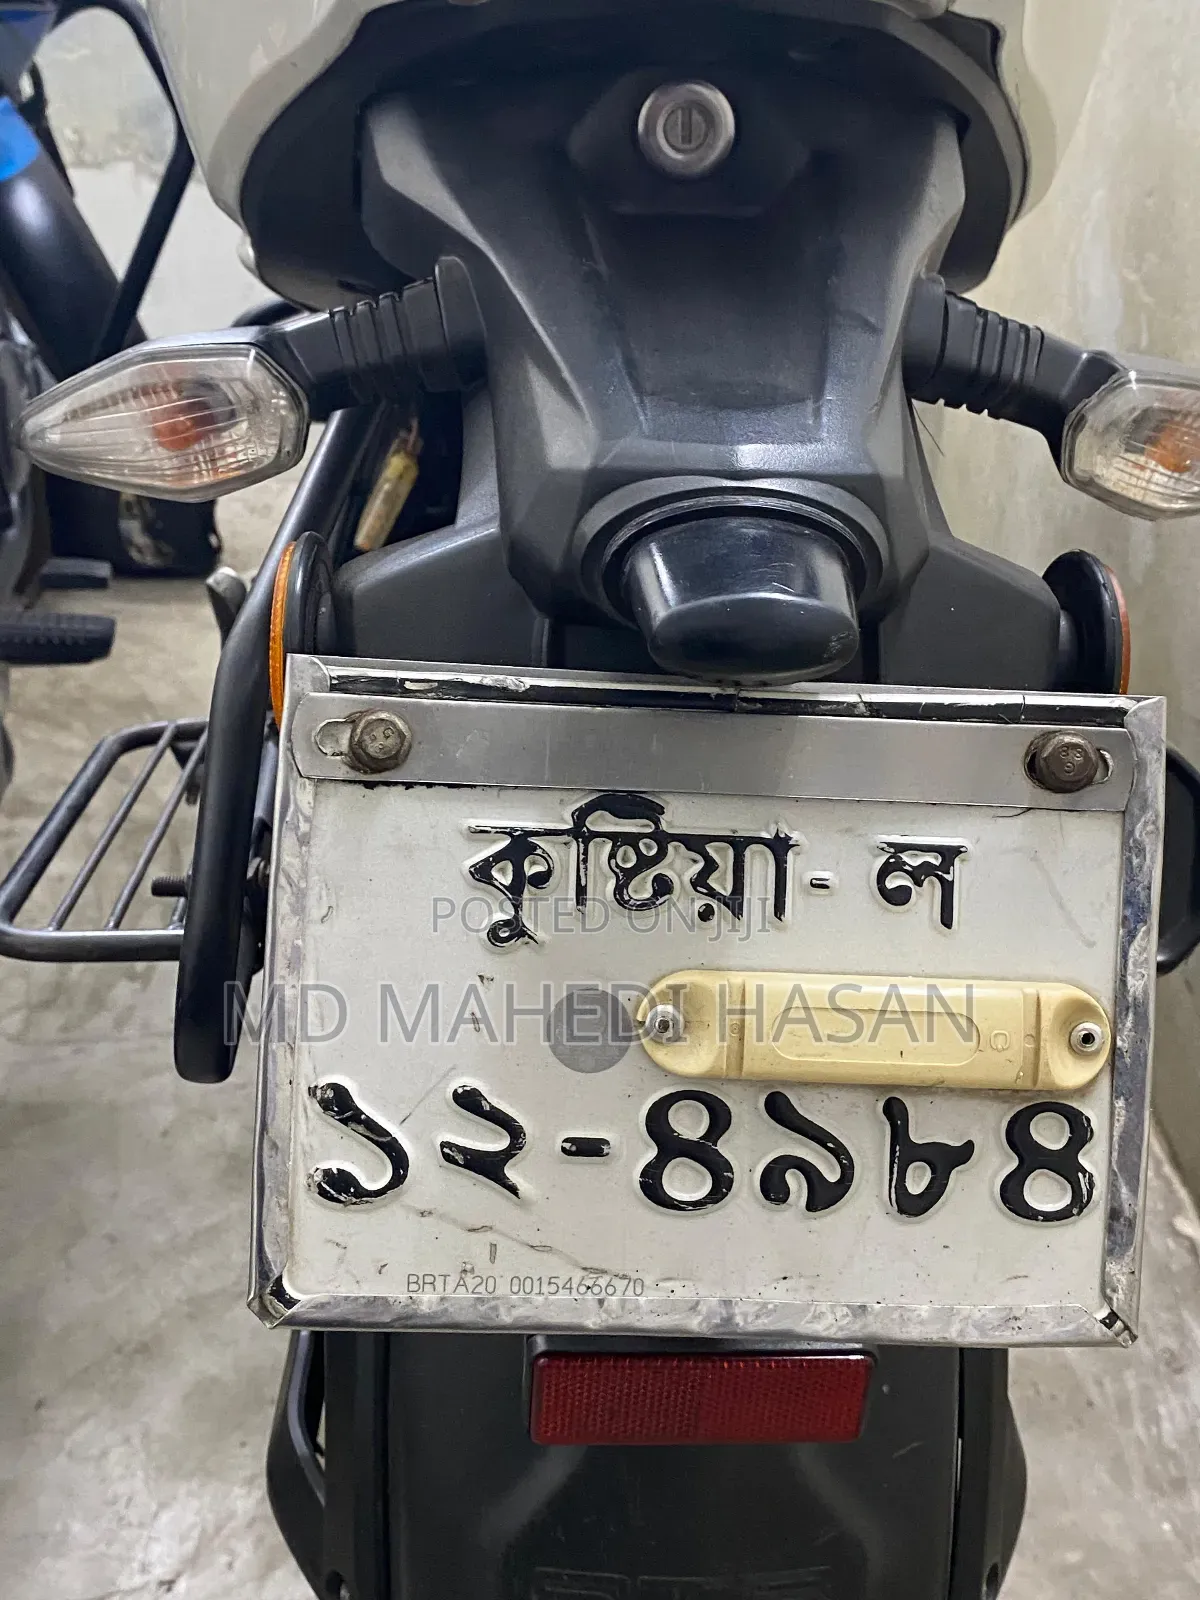 কুষ্টিয়া - ল
POSTED ON JIJI
MD MAHEDI HASAN
১২-৪৯৮৪
BRTA20 0015466670